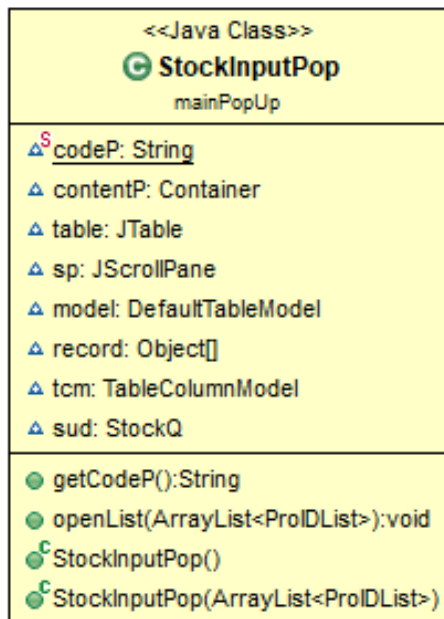 <<Java Class>>
C StockInputPop
mainPopUp
S codeP: String
contentP: Container
table: JTable
sp: JScrollPane
model: DefaultTableModel
record: Object[]
tcm: TableColumnModel
sud: StockQ
getCodeP():String
openList(ArrayList<ProIDList>):void
C StockInputPop()
C StockInputPop(ArrayList<ProIDList>)